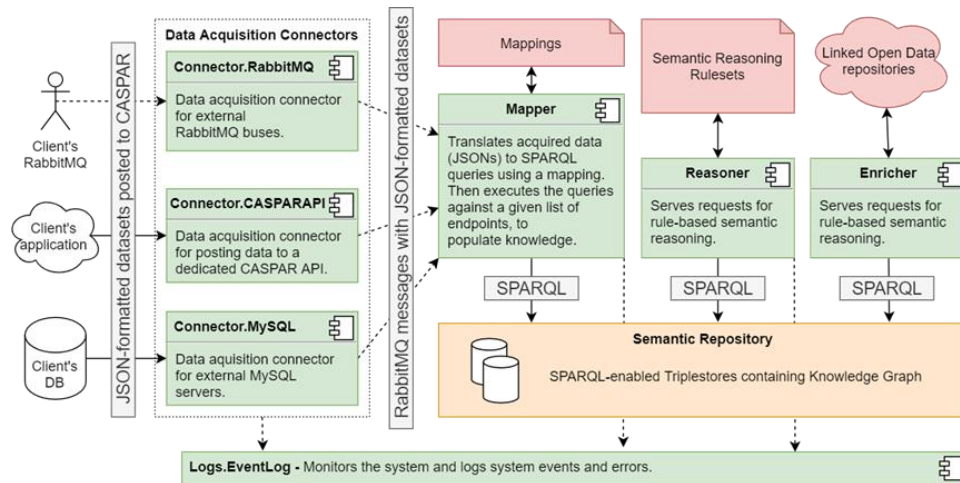 Data Acquisition Connectors
JSON-formatted datasets posted to CASPAR
RabbitMQ messages with JSON-formatted datasets
Client's
RabbitMQ
Client's
application
Client's
DB
Connector.RabbitMQ
Data acquisition connector
for external
RabbitMQ buses.
Connector.CASPARAPI
Data acquisition connector
for posting data to a
dedicated CASPAR API.
Connector.MySQL
Data aquisition connector
for external MySQL
servers.
Mappings
Mapper
Translates acquired data
(JSONs) to SPARQL
queries using a mapping.
Then executes the queries
against a given list of
endpoints, to
populate knowledge.
SPARQL
Semantic Reasoning
Rulesets
Reasoner
Serves requests for
rule-based semantic
reasoning.
SPARQL
Linked Open Data
repositories
Enricher
Serves requests for
rule-based semantic
reasoning.
SPARQL
Semantic Repository
SPARQL-enabled Triplestores containing Knowledge Graph
Logs.EventLog - Monitors the system and logs system events and errors.